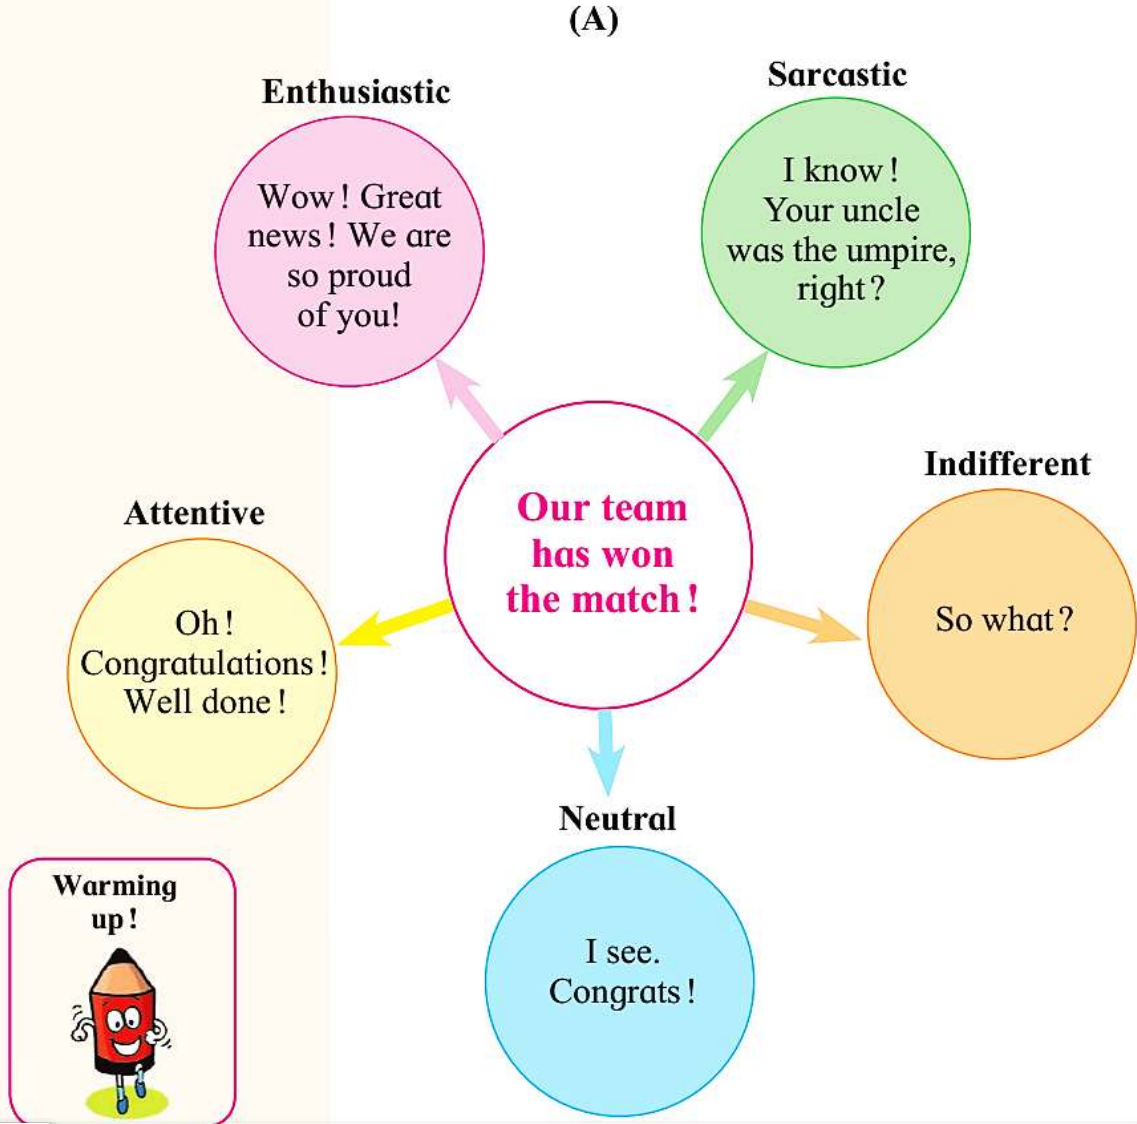 (A)
Enthusiastic
Wow! Great
news! We are
so proud
of you!
Sarcastic
I know!
Your uncle
was the umpire,
right?
Our team
has won
the match!
Indifferent
So what?
Attentive
Oh!
Congratulations!
Well done!
Neutral
I see.
Congrats!
Warming
up!